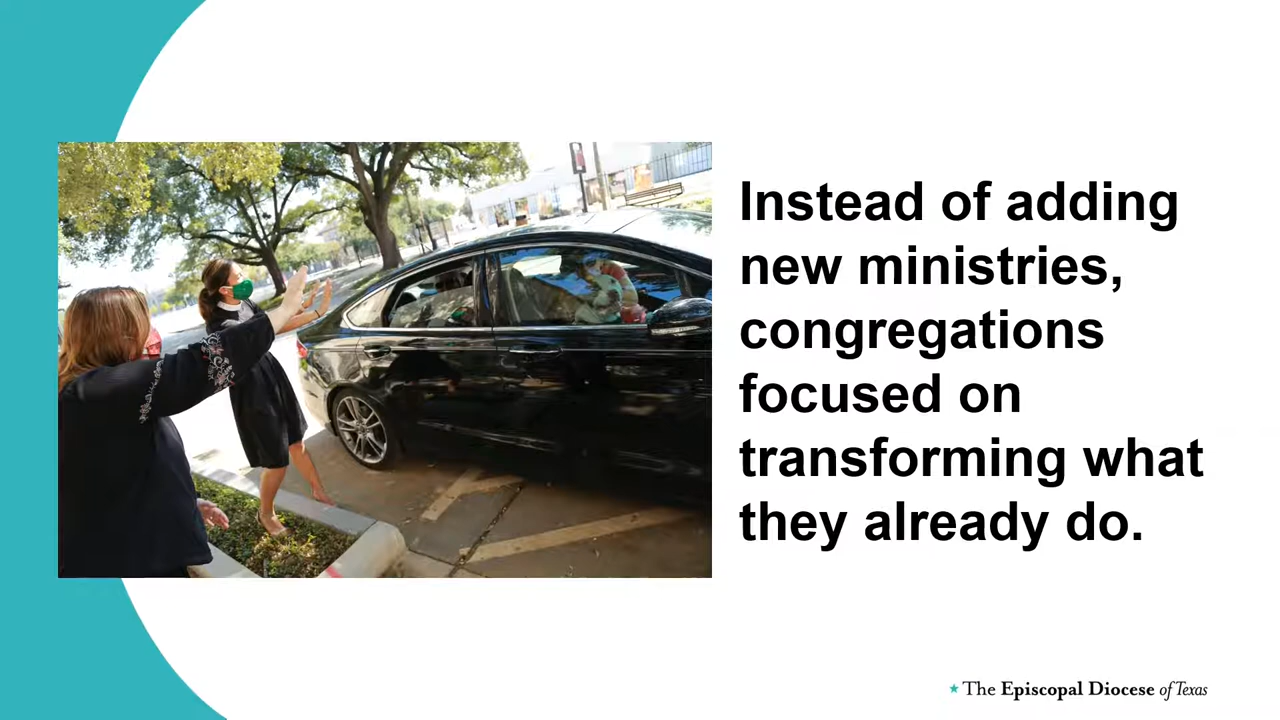 Instead of adding
new ministries,
congregations
focused on
transforming what
they already do.
The Episcopal Diocese of Texas